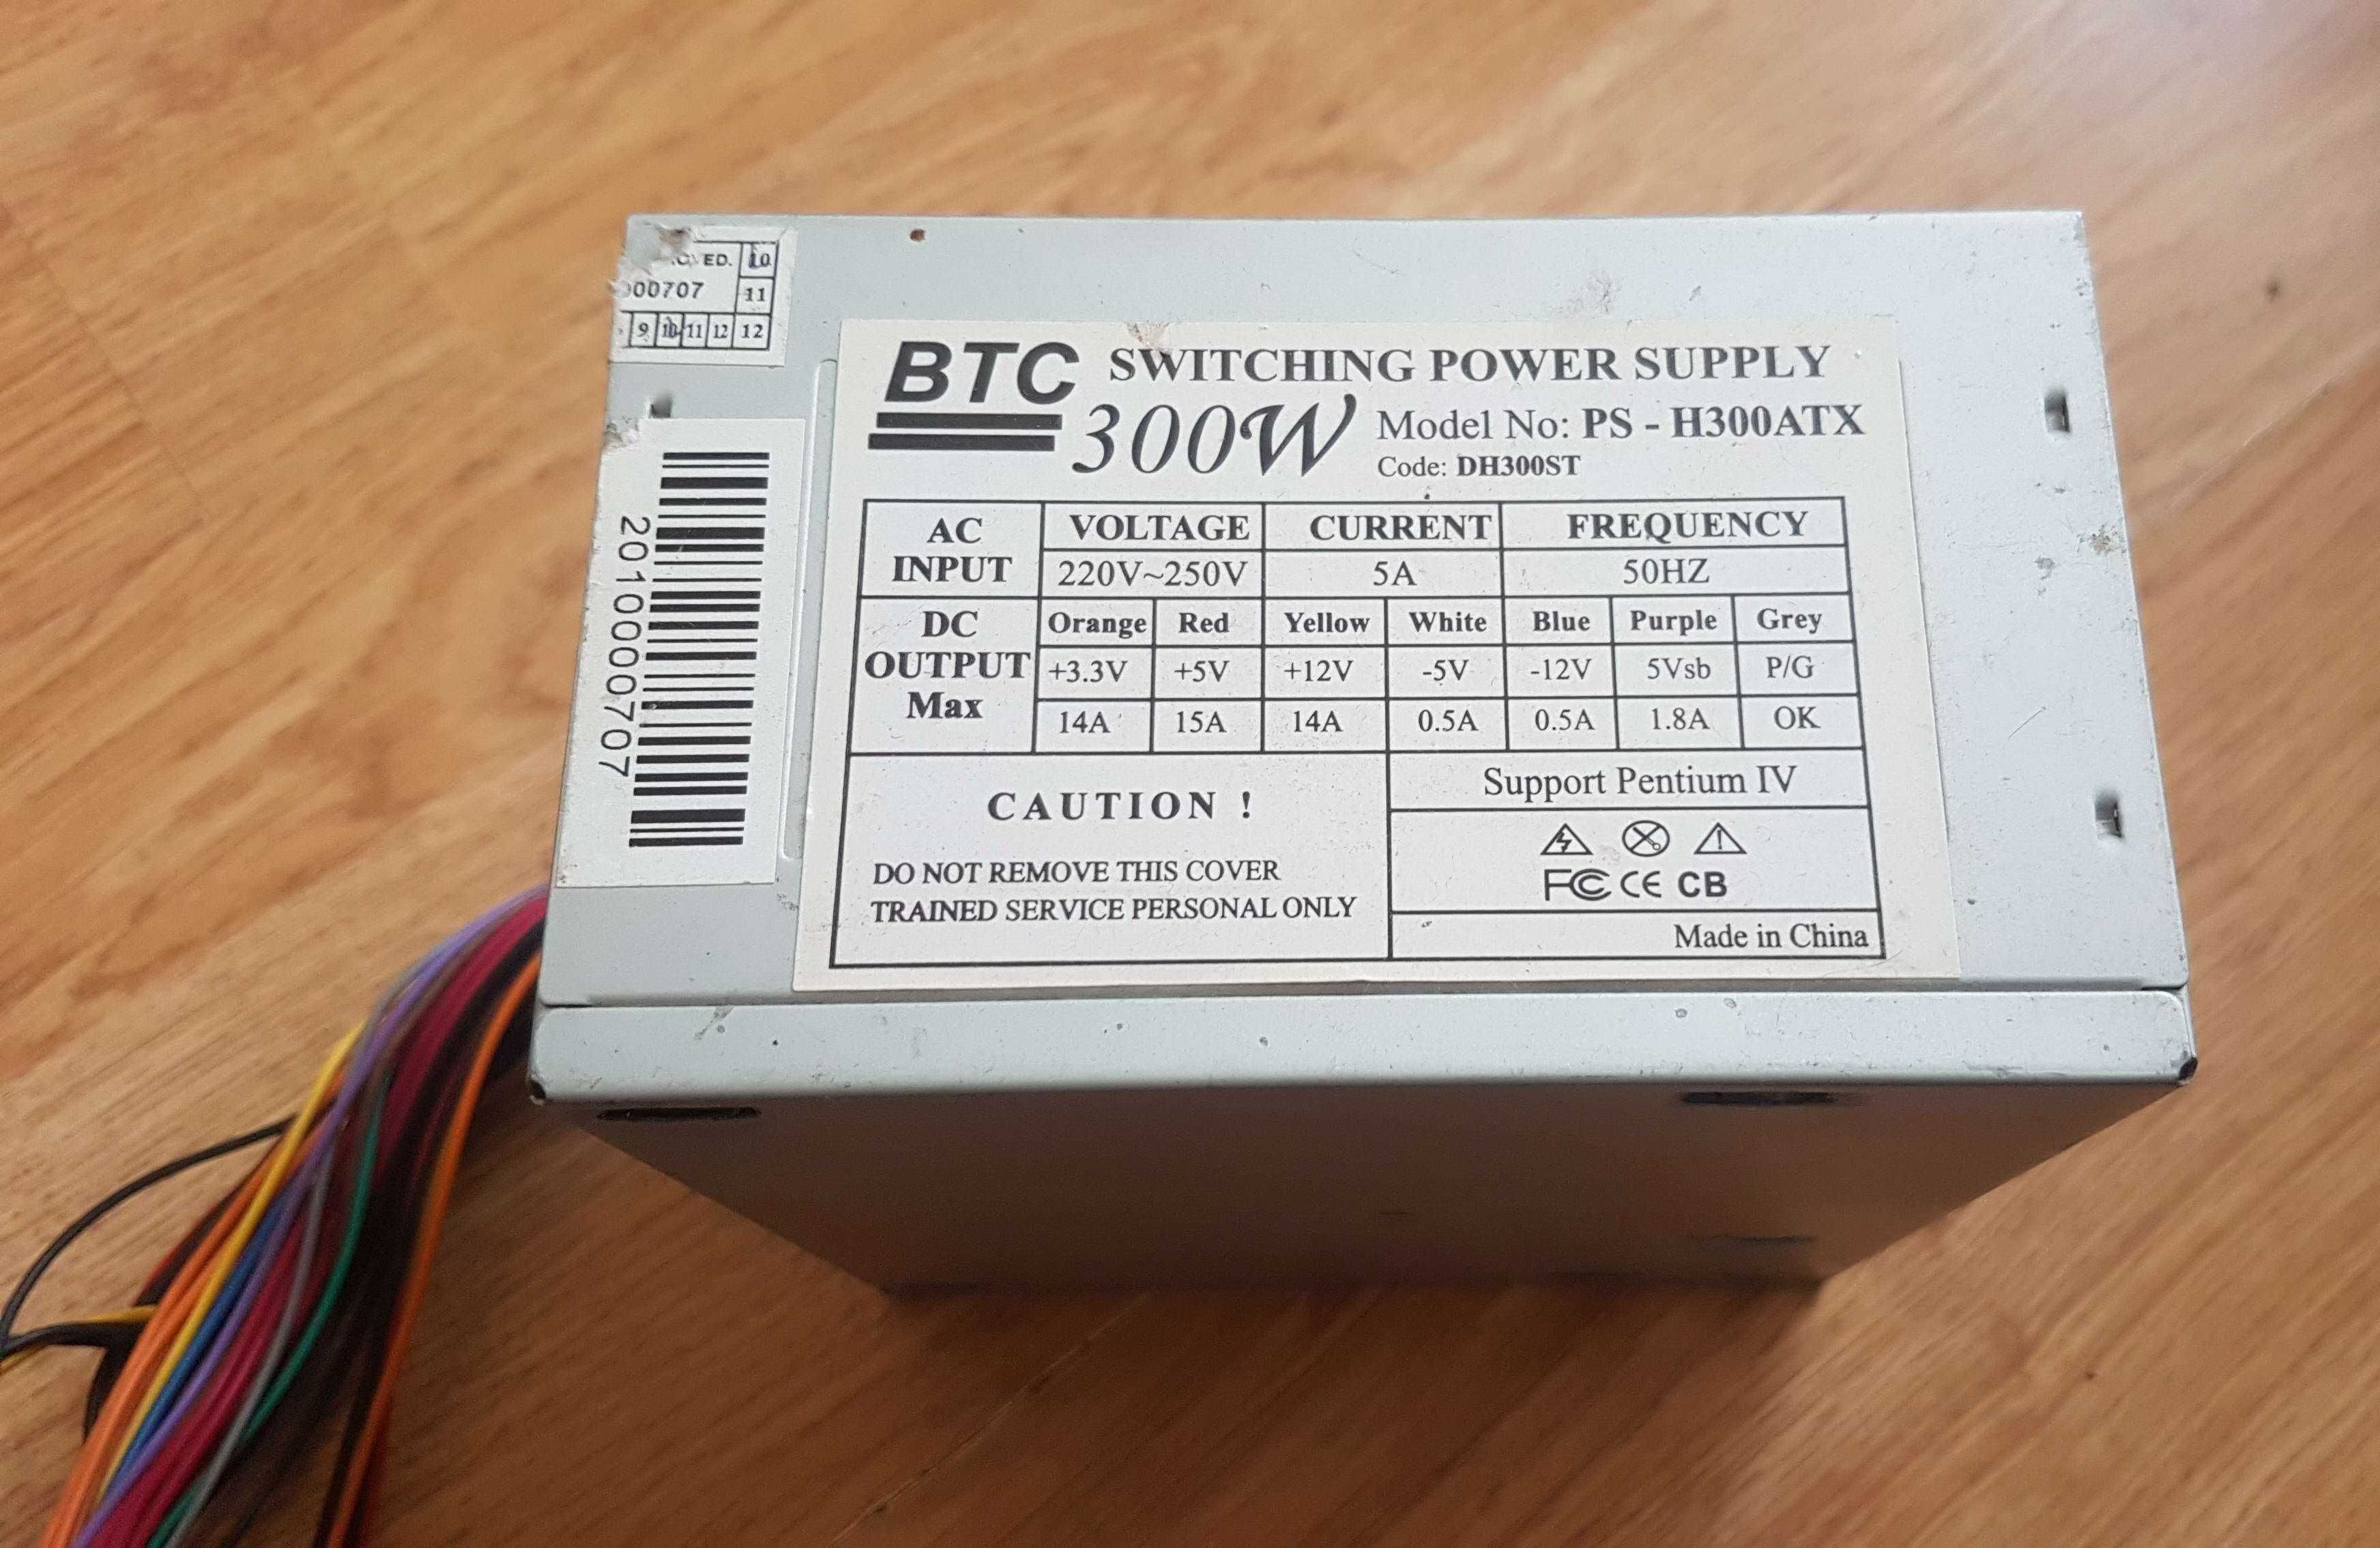 ED. 10
000707 11
9 10 11 12 12
20100000707
BTC SWITCHING POWER SUPPLY
300W Model No: PS - H300ATX
Code: DH300ST
AC INPUT VOLTAGE CURRENT FREQUENCY
220V~250V 5A 50HZ
DC OUTPUT Max Orange Red Yellow White Blue Purple Grey
+3.3V +5V +12V -5V -12V 5Vsb P/G
14A 15A 14A 0.5A 0.5A 1.8A OK
CAUTION !
DO NOT REMOVE THIS COVER
TRAINED SERVICE PERSONAL ONLY
Support Pentium IV
FC CE CB
Made in China